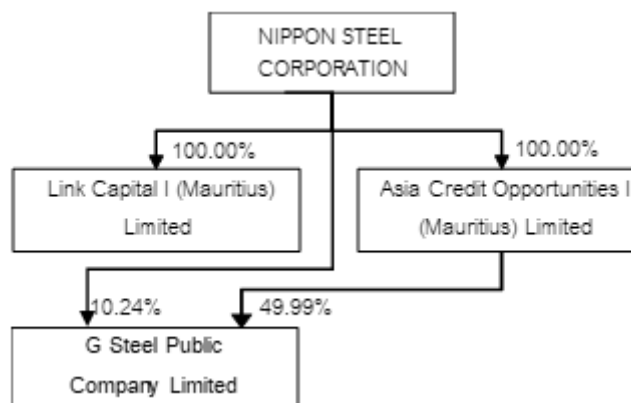 NIPPON STEEL
CORPORATION
100.00%
100.00%
Link Capital I (Mauritius)
Limited
Asia Credit Opportunities I
(Mauritius) Limited
10.24%
49.99%
G Steel Public
Company Limited